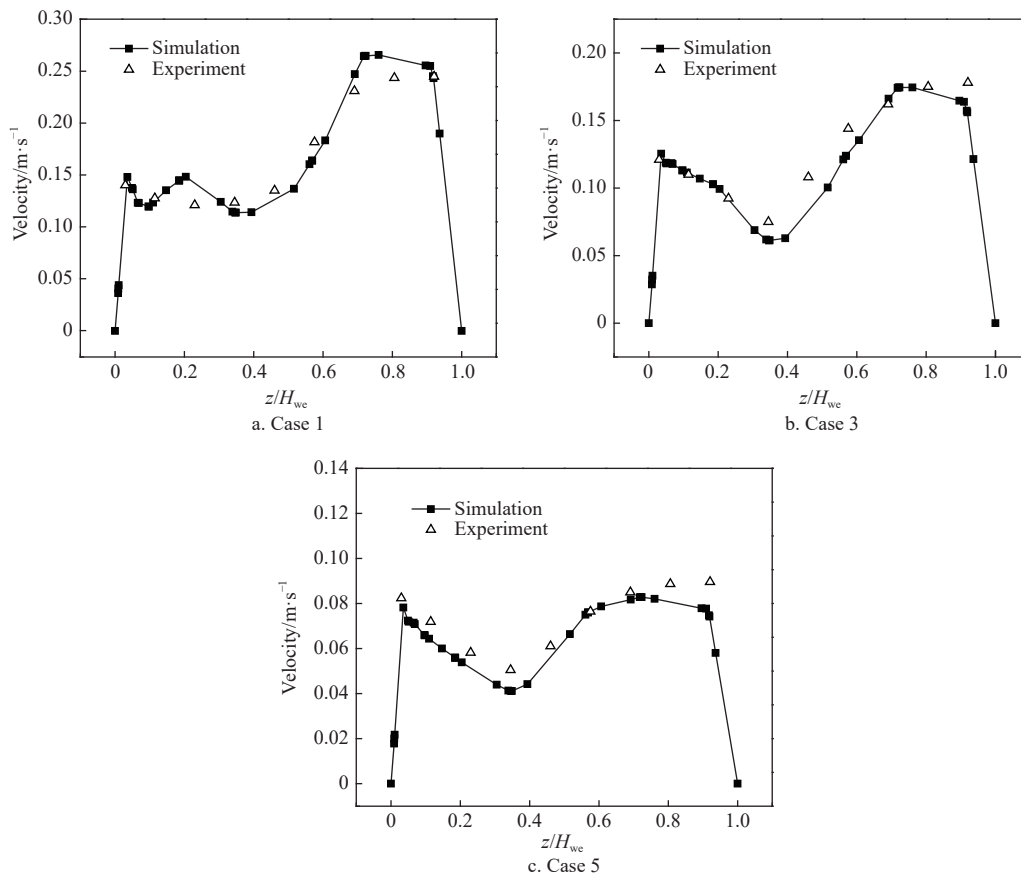 0.30
0.25
0.20
0.15
0.10
0.05
0
Velocity/m·s⁻¹
Simulation
Experiment
0 0.2 0.4 0.6 0.8 1.0
z/Hwe
a. Case 1
0.20
0.15
0.10
0.05
0
Velocity/m·s⁻¹
Simulation
Experiment
0 0.2 0.4 0.6 0.8 1.0
z/Hwe
b. Case 3
0.14
0.12
0.10
0.08
0.06
0.04
0.02
0
Velocity/m·s⁻¹
Simulation
Experiment
0 0.2 0.4 0.6 0.8 1.0
z/Hwe
c. Case 5